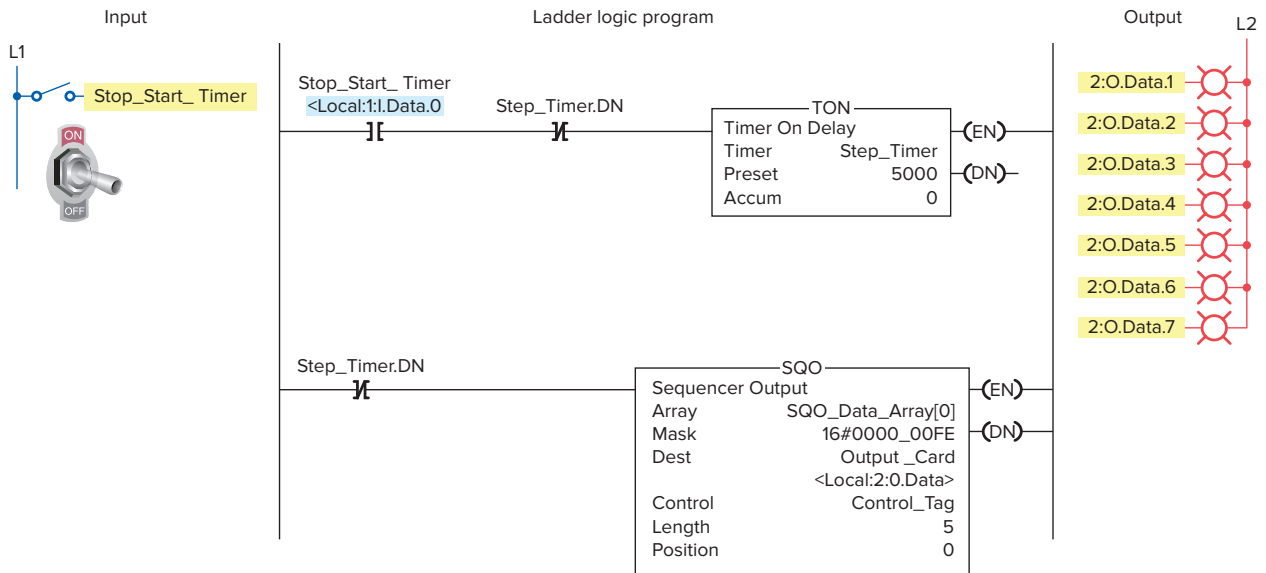 Input
Ladder logic program
Output
L1
L2
Stop_Start_ Timer
ON
OFF
Stop_Start_ Timer
<Local:1:I.Data.0
Step_Timer.DN
TON
Timer On Delay
Timer Step_Timer
Preset 5000
Accum 0
EN
DN
2:O.Data.1
2:O.Data.2
2:O.Data.3
2:O.Data.4
2:O.Data.5
2:O.Data.6
2:O.Data.7
Step_Timer.DN
SQO
Sequencer Output
Array SQO_Data_Array[0]
Mask 16#0000_00FE
Dest Output _Card
<Local:2:0.Data>
Control Control_Tag
Length 5
Position 0
EN
DN